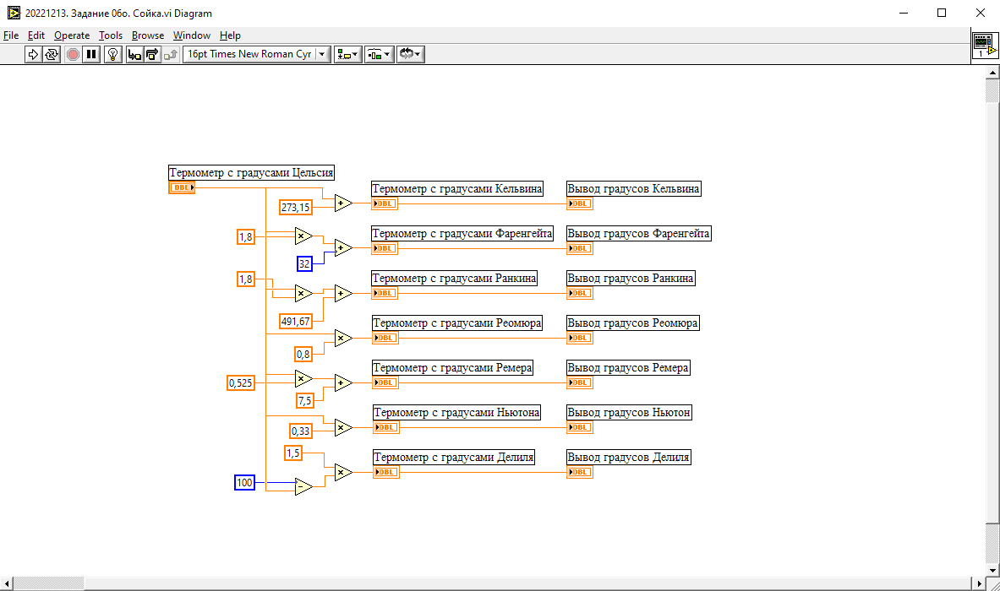 20221213. Задание 0бо. Сойка.vi Diagram
File Edit Operate Tools Browse Window Help
16pt Times New Roman Cyr
1
Термометр с градусами Цельсия
DBL
Термометр с градусами Кельвина
Вывод градусов Кельвина
273,15
+
DBL
DBL
Термометр с градусами Фаренгейта
Вывод градусов Фаренгейта
1,8
×
+
DBL
DBL
32
1,8
Термометр с градусами Ранкина
Вывод градусов Ранкина
×
+
DBL
DBL
491,67
Термометр с градусами Реомюра
Вывод градусов Реомюра
×
DBL
DBL
0,8
Термометр с градусами Ремера
Вывод градусов Ремера
0,525
×
+
DBL
DBL
7,5
Термометр с градусами Ньютона
Вывод градусов Ньютон
0,33
×
DBL
DBL
1,5
Термометр с градусами Делиля
Вывод градусов Делиля
×
DBL
DBL
100
-